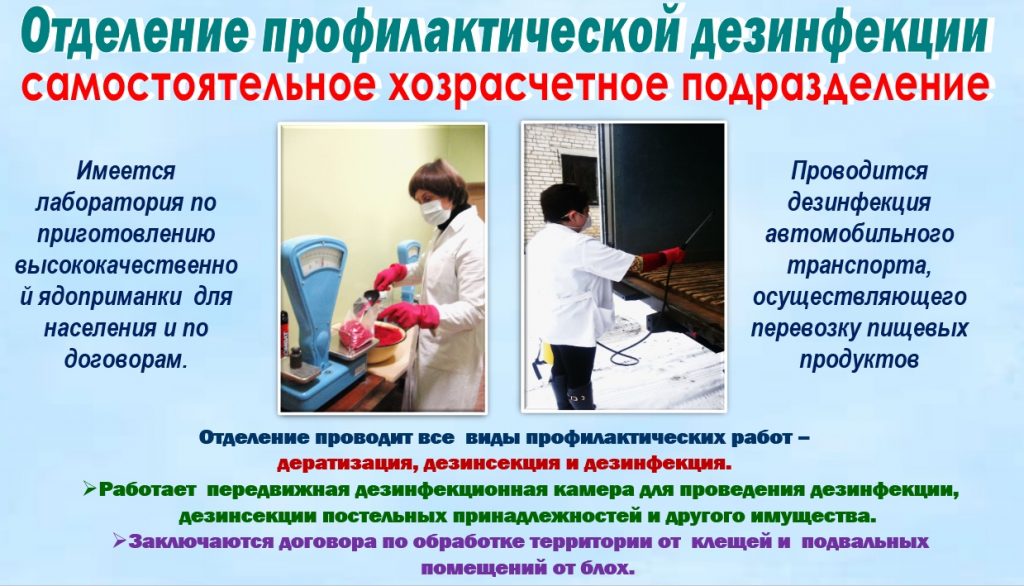 Отделение профилактической дезинфекции
самостоятельное хозрасчетное подразделение
Имеется
лаборатория по
приготовлению
высококачественно
й ядоприманки для
населения и по
договорам.
Проводится
дезинфекция
автомобильного
транспорта,
осуществляющего
перевозку пищевых
продуктов
Отделение проводит все виды профилактических работ –
дератизация, дезинсекция и дезинфекция.
➢Работает передвижная дезинфекционная камера для проведения дезинфекции,
дезинсекции постельных принадлежностей и другого имущества.
➢Заключаются договора по обработке территории от клещей и подвальных
помещений от блох.